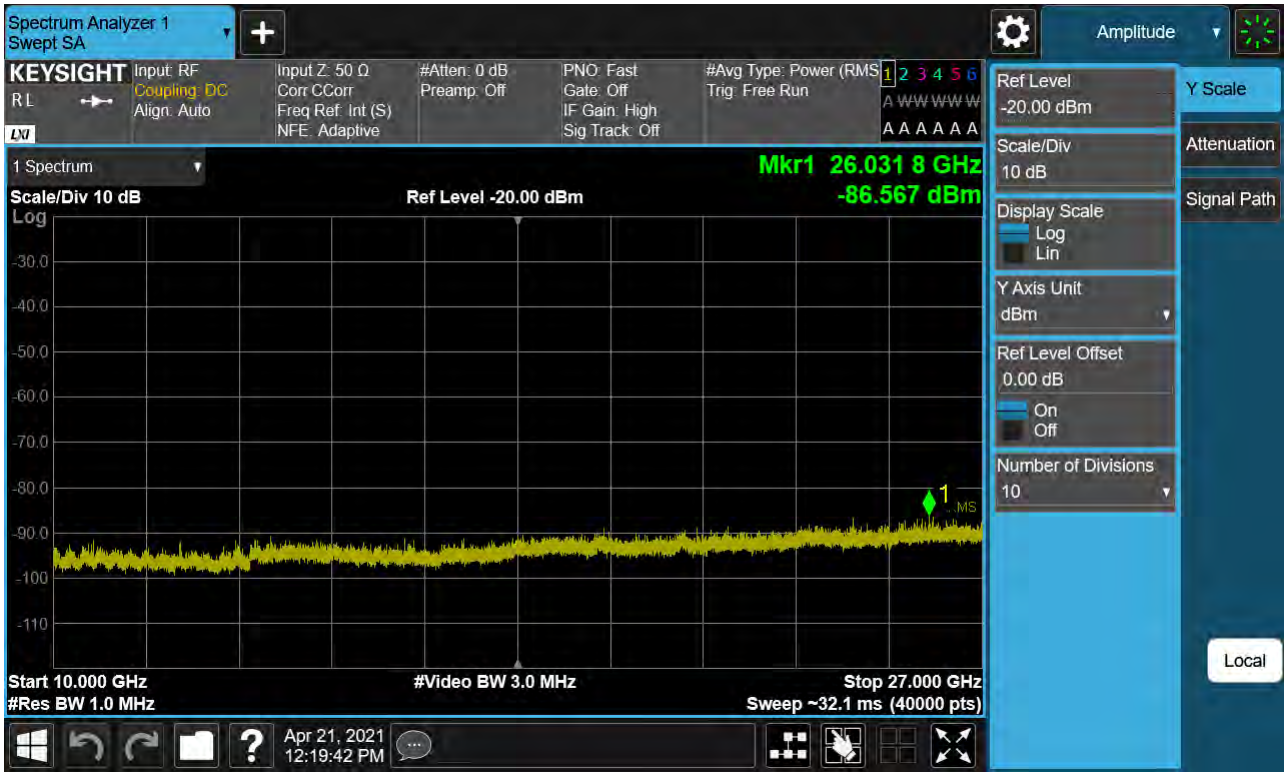 Spectrum Analyzer 1
Swept SA
+
Amplitude
KEYSIGHT
RL
LXI
Input: RF
Coupling: DC
Align: Auto
Input Z: 50 Ω
Corr CCorr
Freq Ref: Int (S)
NFE: Adaptive
#Atten: 0 dB
Preamp: Off
PNO: Fast
Gate: Off
IF Gain: High
Sig Track: Off
#Avg Type: Power (RMS
Trig: Free Run
1 2 3 4 5 6
A W W W W W
A A A A A A
1 Spectrum
Mkr1 26.031 8 GHz
-86.567 dBm
Scale/Div 10 dB
Ref Level -20.00 dBm
Log
-30.0
-40.0
-50.0
-60.0
-70.0
-80.0
-90.0
-100
-110
1
MS
Start 10.000 GHz
#Video BW 3.0 MHz
Stop 27.000 GHz
#Res BW 1.0 MHz
Sweep ~32.1 ms (40000 pts)
Ref Level
-20.00 dBm
Scale/Div
10 dB
Display Scale
Log
Lin
Y Axis Unit
dBm
Ref Level Offset
0.00 dB
On
Off
Number of Divisions
10
Y Scale
Attenuation
Signal Path
Local
?
Apr 21, 2021
12:19:42 PM